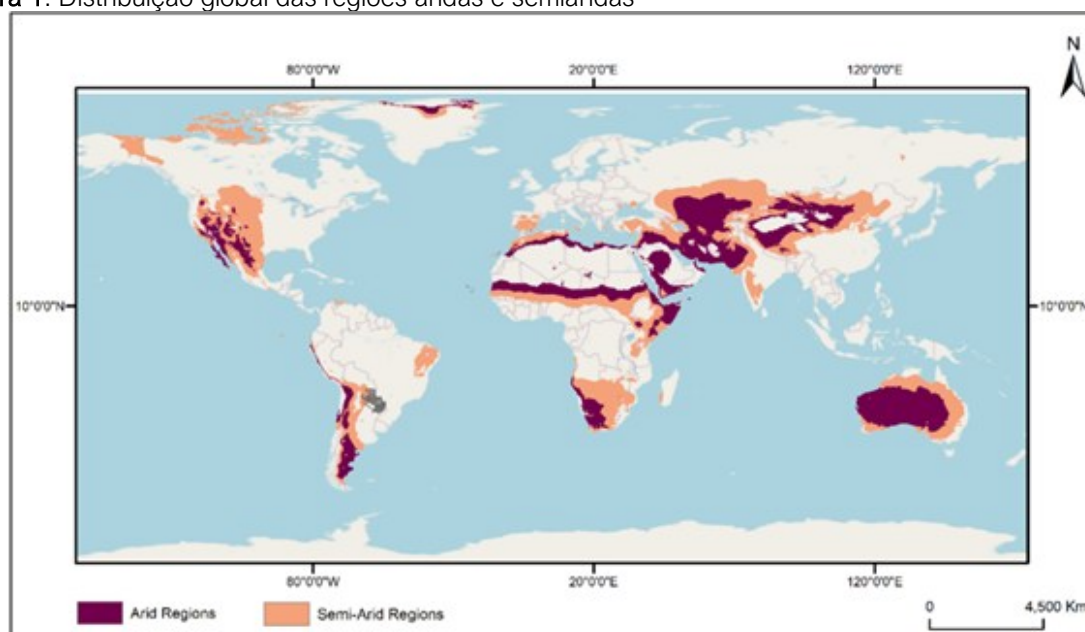 Distribuição global das regiões áridas e semiáridas
N
80°0'0"W 20°0'0"E 120°0'0"E
10°0'0"N 10°0'0"N
80°0'0"W 20°0'0"E 120°0'0"E
Arid Regions Semi-Arid Regions
0 4,500 Km